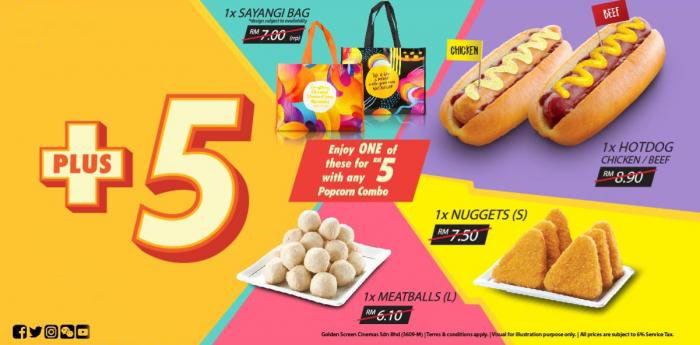 PLUS
5
1x SAYANGI BAG
*design subject to availability
RM 7.00 (rrp)
CHICKEN
BEEF
1x HOTDOG
CHICKEN / BEEF
RM 8.90
Enjoy ONE of
these for RM5
with any
Popcorn Combo
1x NUGGETS (S)
RM 7.50
1x MEATBALLS (L)
RM 6.10
Golden Screen Cinemas Sdn Bhd (3609-M) | Terms & conditions apply. | Visual for illustration purpose only. | All prices are subject to 6% Service Tax.